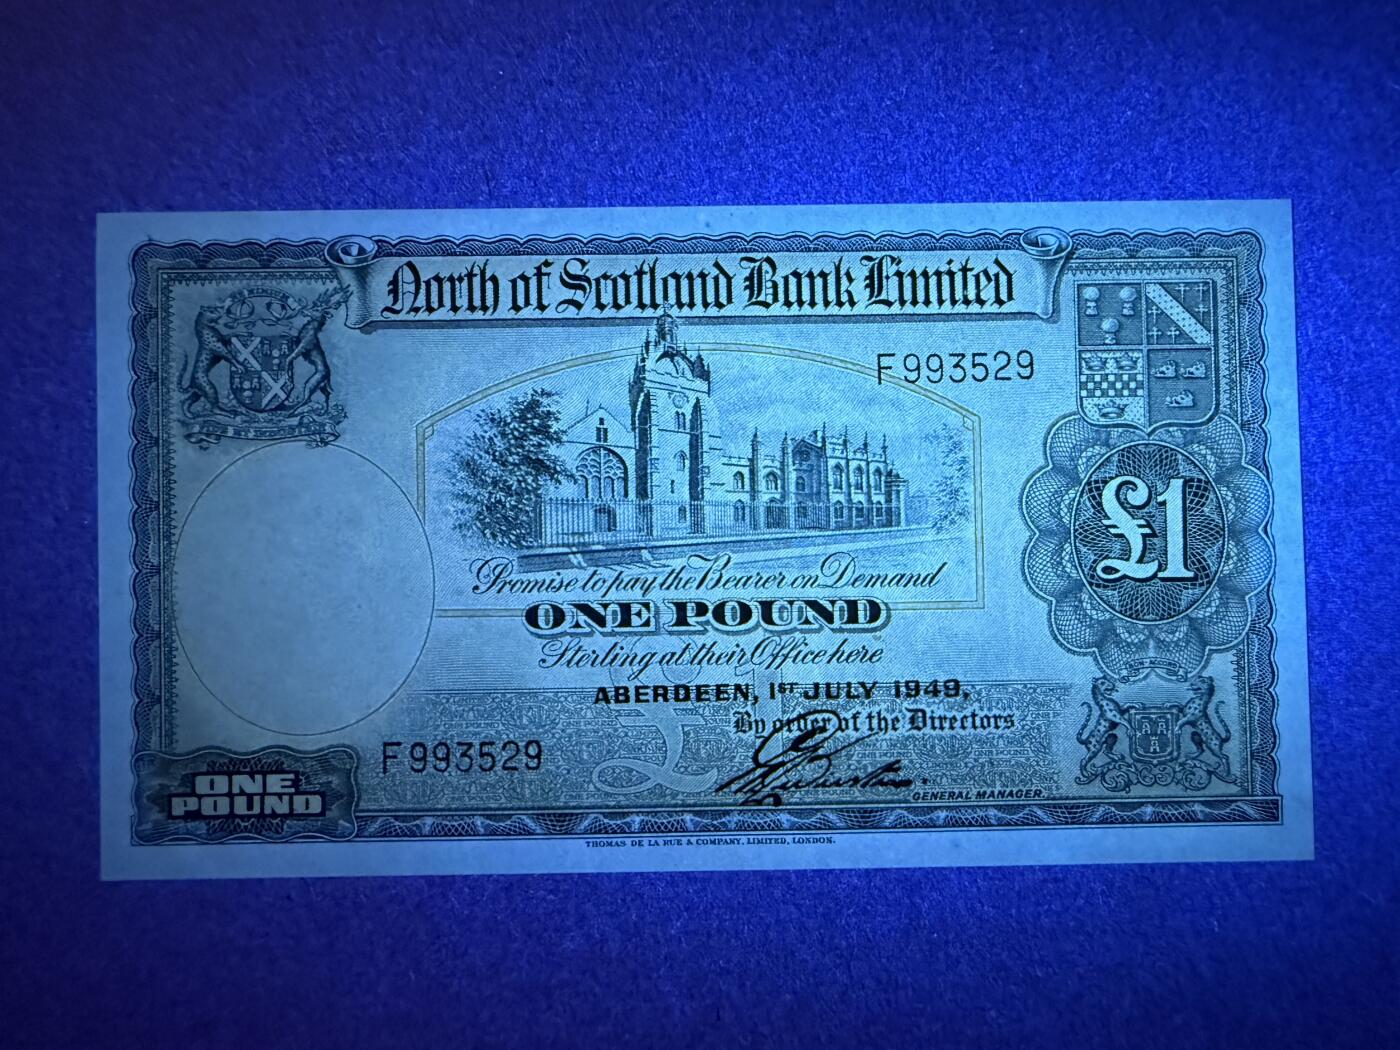 North of Scotland Bank Limited
F993529
£1
Promise to pay the Bearer on Demand
ONE POUND
Sterling at their Office here
ABERDEEN, 1ST JULY 1949.
By order of the Directors
F993529
GENERAL MANAGER.
ONE
POUND
THOMAS DE LA RUE & COMPANY, LIMITED, LONDON.